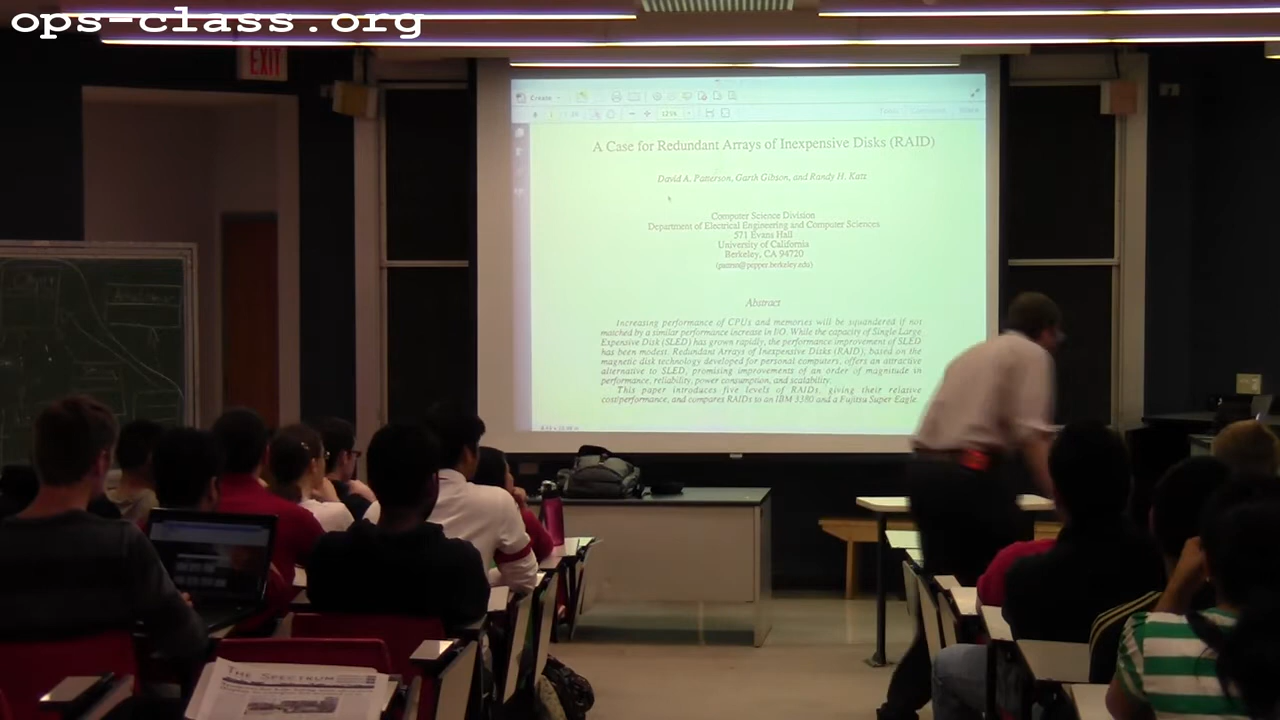 ops-class.org
EXIT
Create
125%
A Case for Redundant Arrays of Inexpensive Disks (RAID)
David A. Patterson, Garth Gibson, and Randy H. Katz
Computer Science Division
Department of Electrical Engineering and Computer Sciences
571 Evans Hall
University of California
Berkeley, CA 94720
(pattrsn@pepper.berkeley.edu)
Abstract
Increasing performance of CPUs and memories will be squandered if not
matched by a similar performance increase in I/O. While the capacity of Single Large
Expensive Disk (SLED) has grown rapidly, the performance improvement of SLED
has been modest. Redundant Arrays of Inexpensive Disks (RAID), based on the
magnetic disk technology developed for personal computers, offers an attractive
alternative to SLED, promising improvements of an order of magnitude in
performance, reliability, power consumption, and scalability.
This paper introduces five levels of RAIDs, giving their relative
cost/performance, and compares RAIDs to an IBM 3380 and a Fujitsu Super Eagle.
THE SPECTRUM